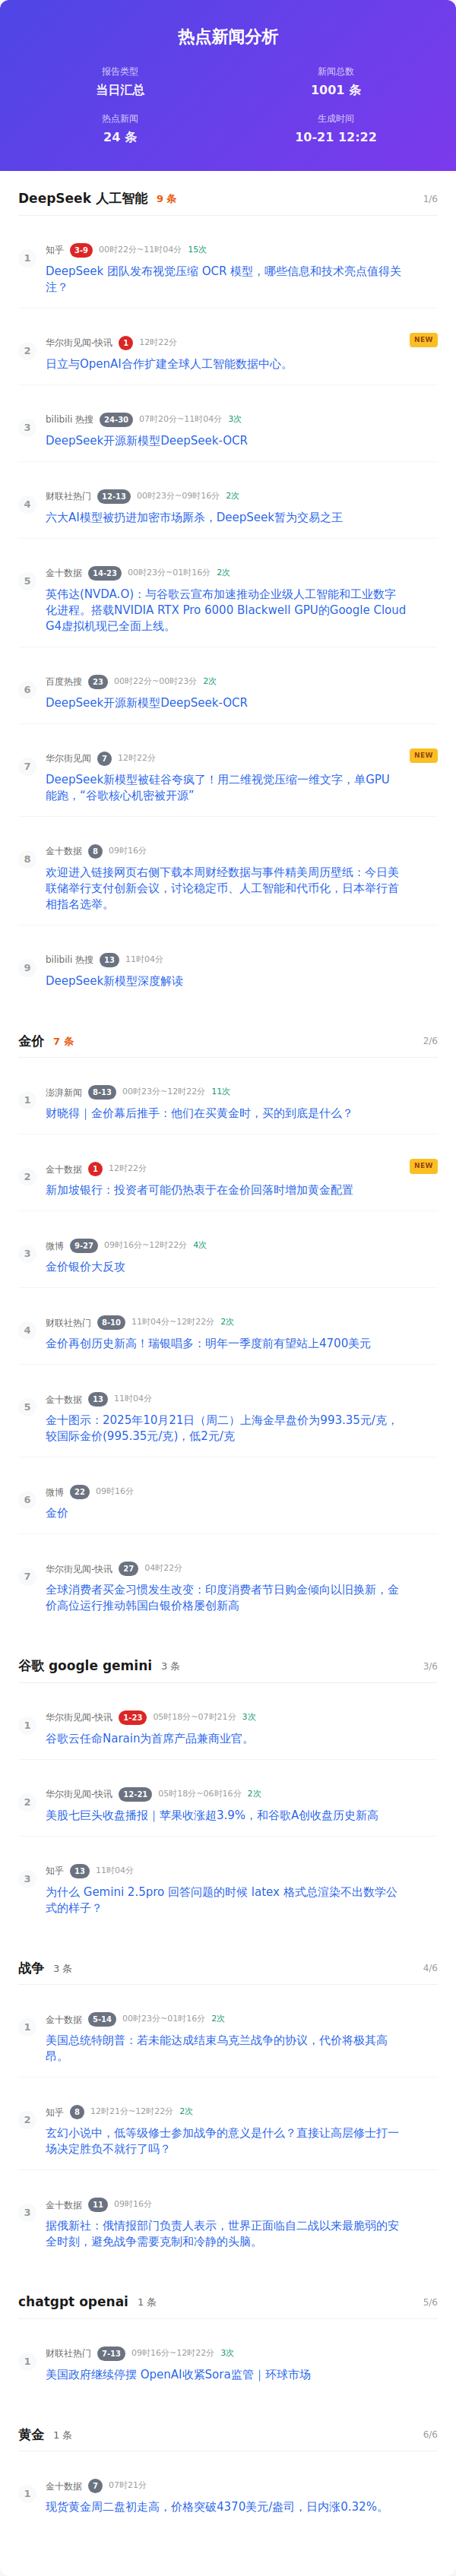 热点新闻分析
报告类型
当日汇总
新闻总数
1001 条
热点新闻
24 条
生成时间
10-21 12:22
DeepSeek 人工智能 9 条 1/6
1
知乎 3-9 00时22分~11时04分 15次
DeepSeek 团队发布视觉压缩 OCR 模型，哪些信息和技术亮点值得关
注？
2
华尔街见闻-快讯 1 12时22分 NEW
日立与OpenAI合作扩建全球人工智能数据中心。
3
bilibili 热搜 24-30 07时20分~11时04分 3次
DeepSeek开源新模型DeepSeek-OCR
4
财联社热门 12-13 00时23分~09时16分 2次
六大AI模型被扔进加密市场厮杀，DeepSeek暂为交易之王
5
金十数据 14-23 00时23分~01时16分 2次
英伟达(NVDA.O)：与谷歌云宣布加速推动企业级人工智能和工业数字
化进程。搭载NVIDIA RTX Pro 6000 Blackwell GPU的Google Cloud
G4虚拟机现已全面上线。
6
百度热搜 23 00时22分~00时23分 2次
DeepSeek开源新模型DeepSeek-OCR
7
华尔街见闻 7 12时22分 NEW
DeepSeek新模型被硅谷夸疯了！用二维视觉压缩一维文字，单GPU
能跑，“谷歌核心机密被开源”
8
金十数据 8 09时16分
欢迎进入链接网页右侧下载本周财经数据与事件精美周历壁纸：今日美
联储举行支付创新会议，讨论稳定币、人工智能和代币化，日本举行首
相指名选举。
9
bilibili 热搜 13 11时04分
DeepSeek新模型深度解读
金价 7 条 2/6
1
澎湃新闻 8-13 00时23分~12时22分 11次
财晓得｜金价幕后推手：他们在买黄金时，买的到底是什么？
2
金十数据 1 12时22分 NEW
新加坡银行：投资者可能仍热衷于在金价回落时增加黄金配置
3
微博 9-27 09时16分~12时22分 4次
金价银价大反攻
4
财联社热门 8-10 11时04分~12时22分 2次
金价再创历史新高！瑞银唱多：明年一季度前有望站上4700美元
5
金十数据 13 11时04分
金十图示：2025年10月21日（周二）上海金早盘价为993.35元/克，
较国际金价(995.35元/克)，低2元/克
6
微博 22 09时16分
金价
7
华尔街见闻-快讯 27 04时22分
全球消费者买金习惯发生改变：印度消费者节日购金倾向以旧换新，金
价高位运行推动韩国白银价格屡创新高
谷歌 google gemini 3 条 3/6
1
华尔街见闻-快讯 1-23 05时18分~07时21分 3次
谷歌云任命Narain为首席产品兼商业官。
2
华尔街见闻-快讯 12-21 05时18分~06时16分 2次
美股七巨头收盘播报｜苹果收涨超3.9%，和谷歌A创收盘历史新高
3
知乎 13 11时04分
为什么 Gemini 2.5pro 回答问题的时候 latex 格式总渲染不出数学公
式的样子？
战争 3 条 4/6
1
金十数据 5-14 00时23分~01时16分 2次
美国总统特朗普：若未能达成结束乌克兰战争的协议，代价将极其高
昂。
2
知乎 8 12时21分~12时22分 2次
玄幻小说中，低等级修士参加战争的意义是什么？直接让高层修士打一
场决定胜负不就行了吗？
3
金十数据 11 09时16分
据俄新社：俄情报部门负责人表示，世界正面临自二战以来最脆弱的安
全时刻，避免战争需要克制和冷静的头脑。
chatgpt openai 1 条 5/6
1
财联社热门 7-13 09时16分~12时22分 3次
美国政府继续停摆 OpenAI收紧Sora监管｜环球市场
黄金 1 条 6/6
1
金十数据 7 07时21分
现货黄金周二盘初走高，价格突破4370美元/盎司，日内涨0.32%。